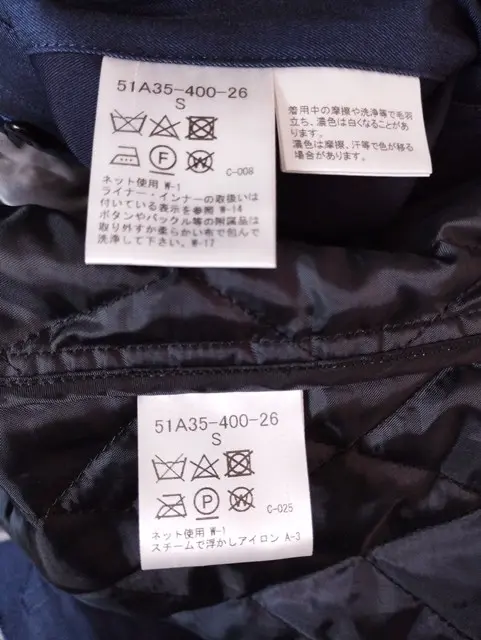 51A35-400-26
S
C-008
ネット使用 W-1
ライナー・インナーの取扱いは
付いている表示を参照 W-14
ボタンやバックル等の附属品は
取り外すか柔らかい布で包んで
洗浄して下さい。W-17
着用中の摩擦や洗浄等で毛羽
立ち、濃色は白くなることが
あります。
濃色は摩擦、汗等で色が移る
場合があります。
51A35-400-26
S
P
C-025
ネット使用 W-1
スチームで浮かしアイロン A-3